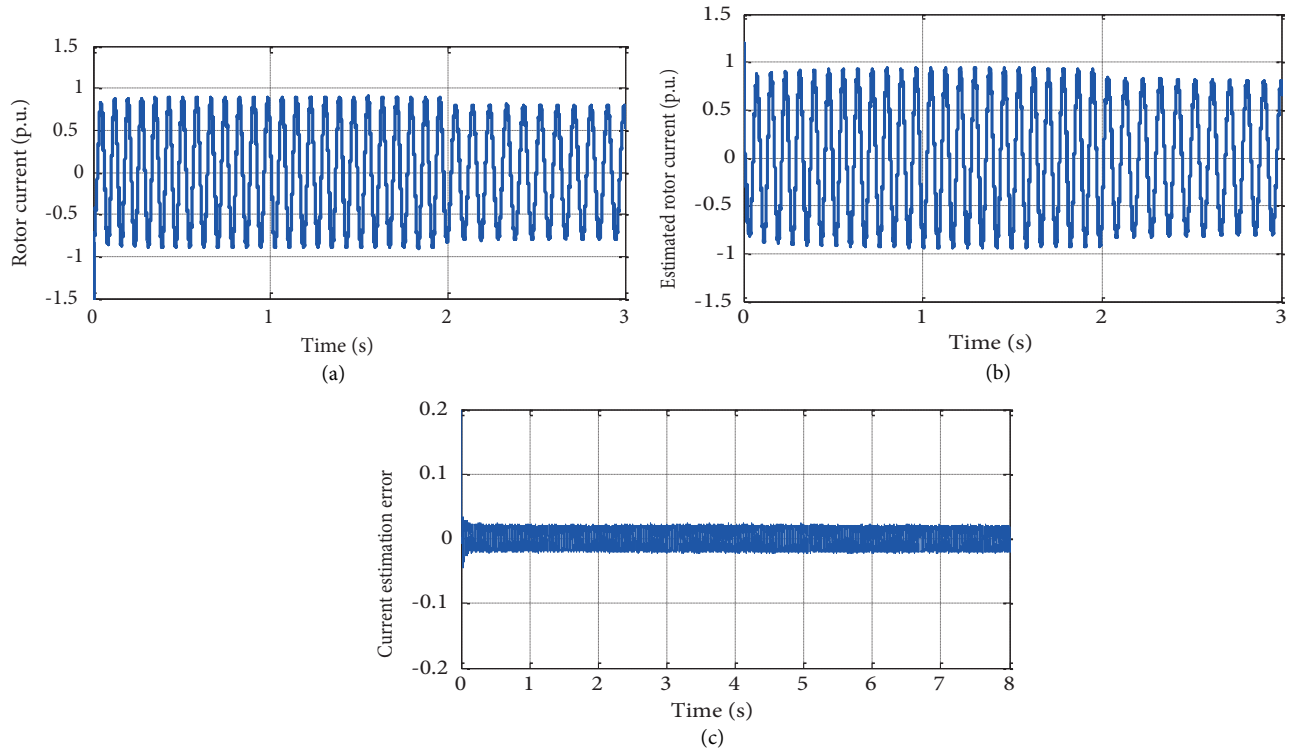 1.5
1
0.5
0
-0.5
-1
-1.5
Rotor current (p.u.)
0 1 2 3
Time (s)
(a)
1.5
1
0.5
0
-0.5
-1
-1.5
Estimated rotor current (p.u.)
0 1 2 3
Time (s)
(b)
0.2
0.1
0
-0.1
-0.2
Current estimation error
0 1 2 3 4 5 6 7 8
Time (s)
(c)